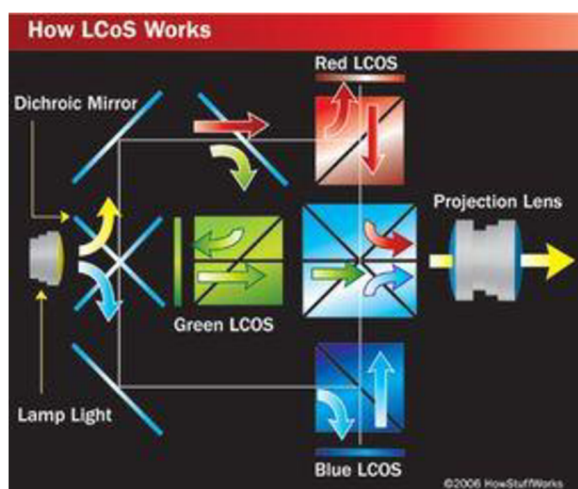 How LCoS Works
Red LCOS
Dichroic Mirror
Projection Lens
Green LCOS
Lamp Light
Blue LCOS
©2006 HowStuffWorks